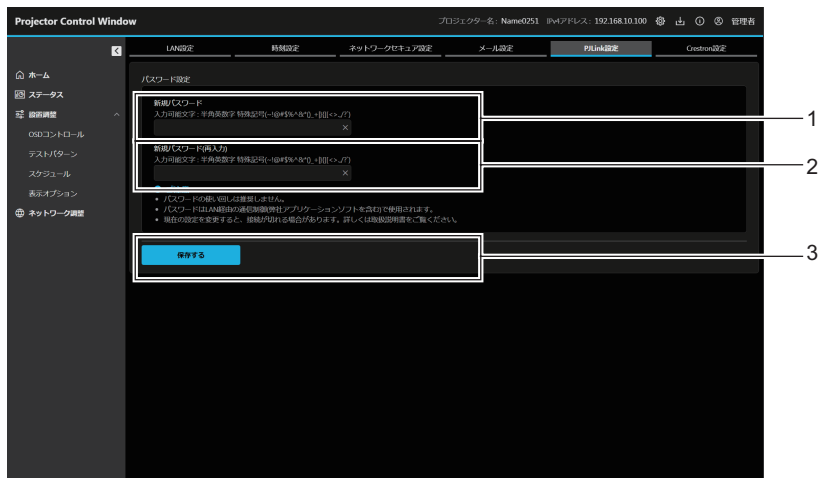 Projector Control Window
プロジェクター名: Name0251 IPv4アドレス: 192.168.10.100 管理者
LAN設定 時刻設定 ネットワークセキュア設定 メール設定 PJLink設定 Crestron設定
ホーム
ステータス
設置調整
OSDコントロール
テストパターン
スケジュール
表示オプション
ネットワーク調整
パスワード設定
新規パスワード
入力可能文字 : 半角英数字 特殊記号
1
新規パスワード(再入力)
入力可能文字 : 半角英数字 特殊記号
2
• パスワードの使い回しは推奨しません。
• パスワードはLAN経由の通信制御(弊社アプリケーションソフトを含む)で使用されます。
• 現在の設定を変更すると、接続が切れる場合があります。詳しくは取扱説明書をご覧ください。
保存する
3